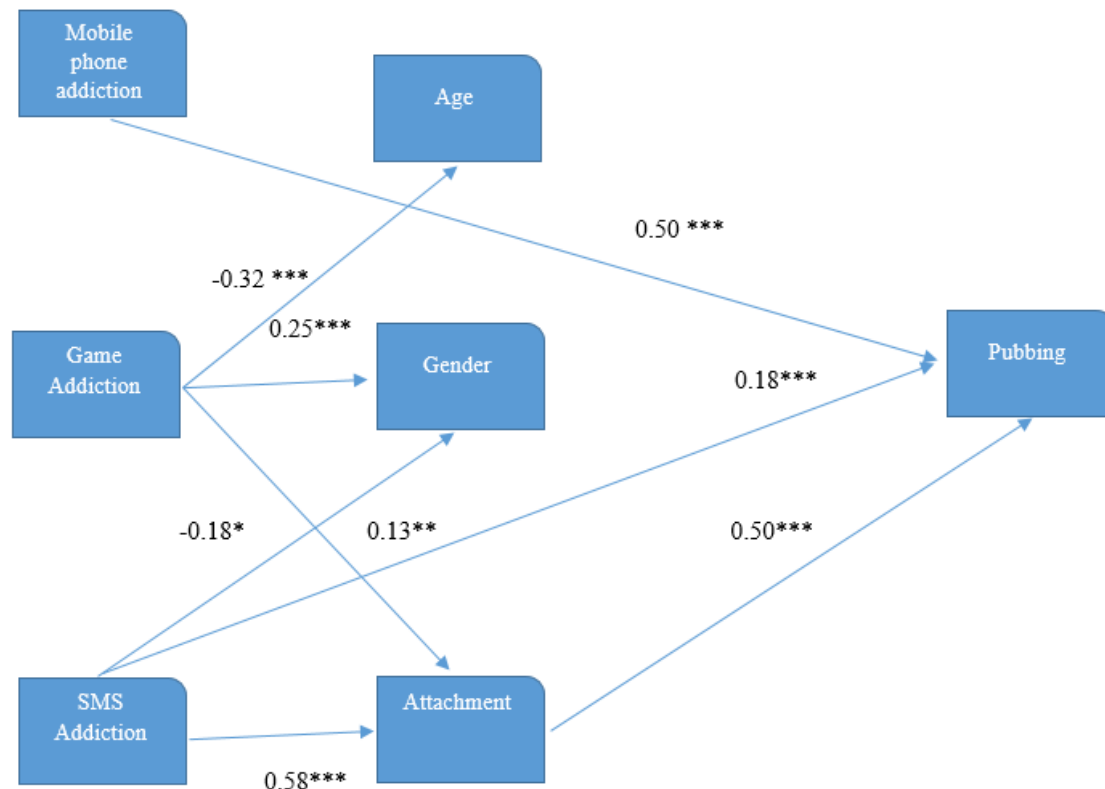 Mobile
phone
addiction
Age
0.50 ***
-0.32 ***
0.25***
Game
Addiction
Gender
0.18***
Pubbing
-0.18*
0.13**
0.50***
SMS
Addiction
Attachment
0.58***